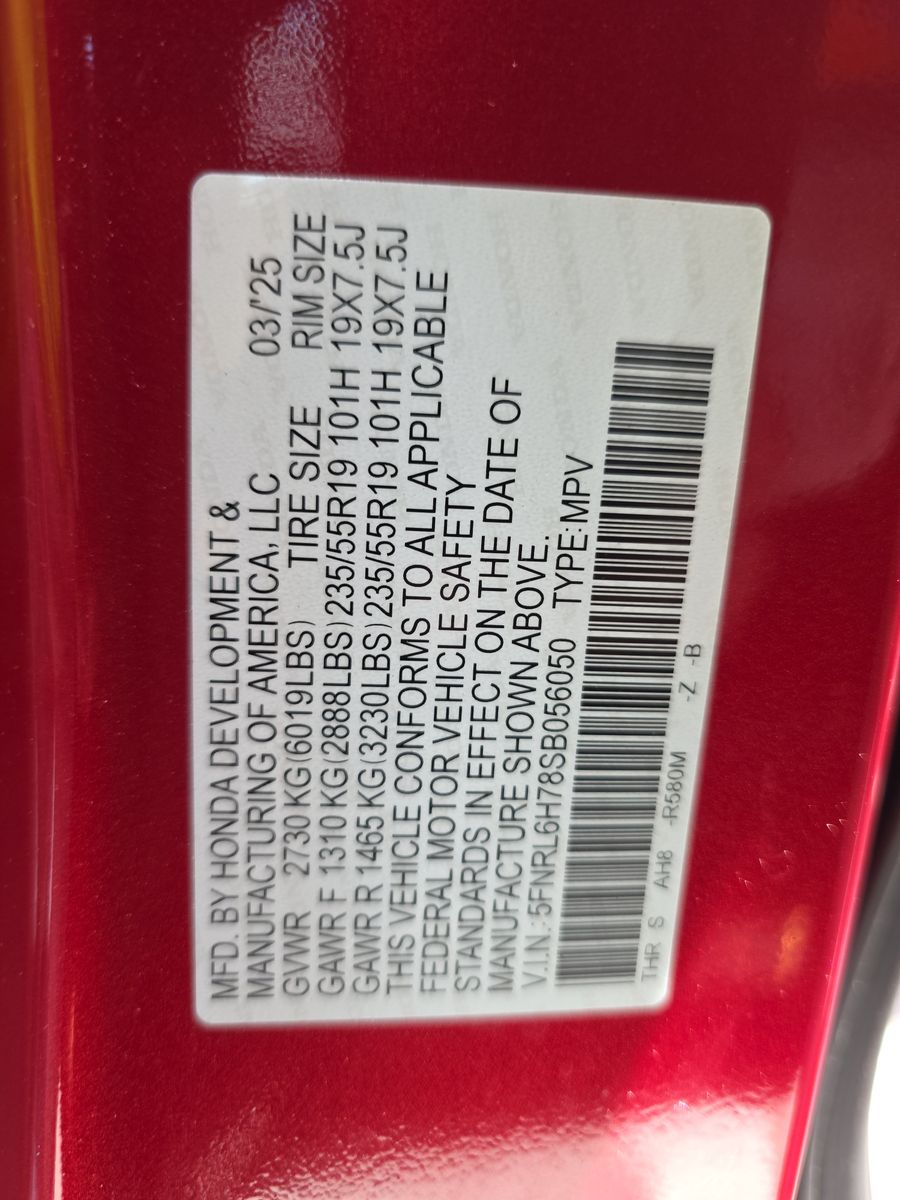 MFD. BY HONDA DEVELOPMENT &
MANUFACTURING OF AMERICA, LLC 03/'25
GVWR 2730 KG (6019LBS) TIRE SIZE RIM SIZE
GAWR F 1310 KG (2888LBS) 235/55R19 101H 19X7.5J
GAWR R 1465 KG (3230LBS) 235/55R19 101H 19X7.5J
THIS VEHICLE CONFORMS TO ALL APPLICABLE
FEDERAL MOTOR VEHICLE SAFETY
STANDARDS IN EFFECT ON THE DATE OF
MANUFACTURE SHOWN ABOVE.
V.I.N.: 5FNRL6H78SB056050 TYPE: MPV
THR S AH8 -R580M -Z -B